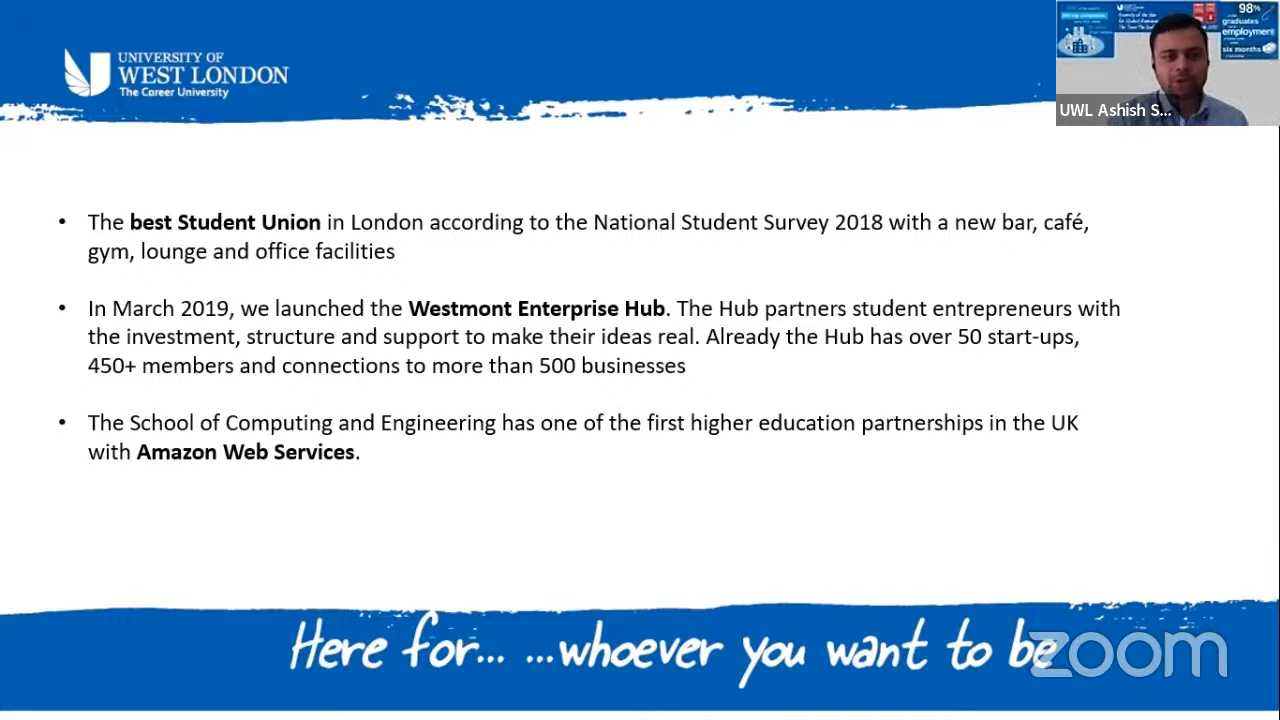 UNIVERSITY OF
WEST LONDON
The Career University
98%
graduates
employment
six months
UWL Ashish S...
• The best Student Union in London according to the National Student Survey 2018 with a new bar, café,
gym, lounge and office facilities
• In March 2019, we launched the Westmont Enterprise Hub. The Hub partners student entrepreneurs with
the investment, structure and support to make their ideas real. Already the Hub has over 50 start-ups,
450+ members and connections to more than 500 businesses
• The School of Computing and Engineering has one of the first higher education partnerships in the UK
with Amazon Web Services.
Here for... ...whoever you want to be
zoom